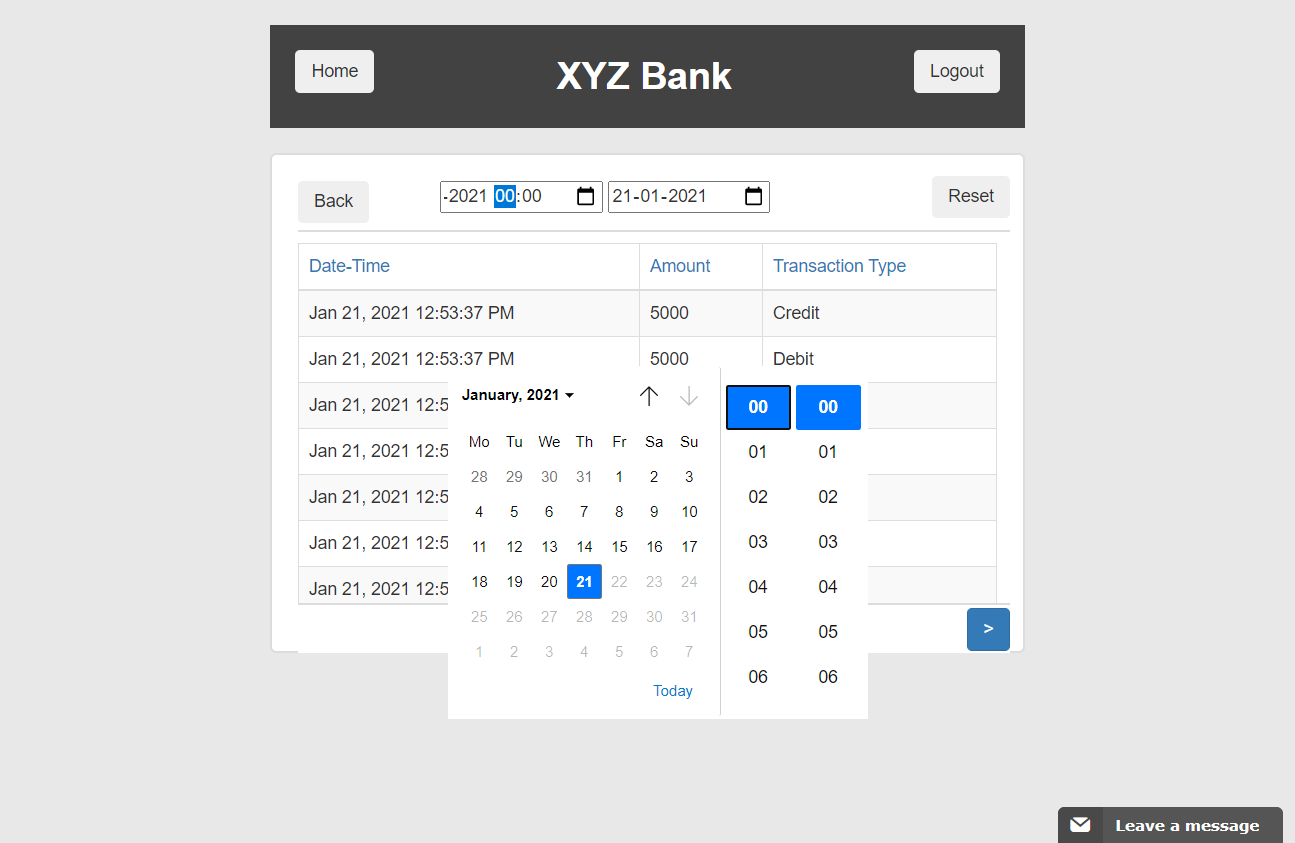 Home XYZ Bank Logout
Back -2021 00:00 21-01-2021 Reset
Date-Time Amount Transaction Type
Jan 21, 2021 12:53:37 PM 5000 Credit
Jan 21, 2021 12:53:37 PM 5000 Debit
Jan 21, 2021 12:5
Jan 21, 2021 12:5
Jan 21, 2021 12:5
Jan 21, 2021 12:5
Jan 21, 2021 12:5
January, 2021
Mo Tu We Th Fr Sa Su
28 29 30 31 1 2 3
4 5 6 7 8 9 10
11 12 13 14 15 16 17
18 19 20 21 22 23 24
25 26 27 28 29 30 31
1 2 3 4 5 6 7
Today
00 00
01 01
02 02
03 03
04 04
05 05
06 06
>
Leave a message